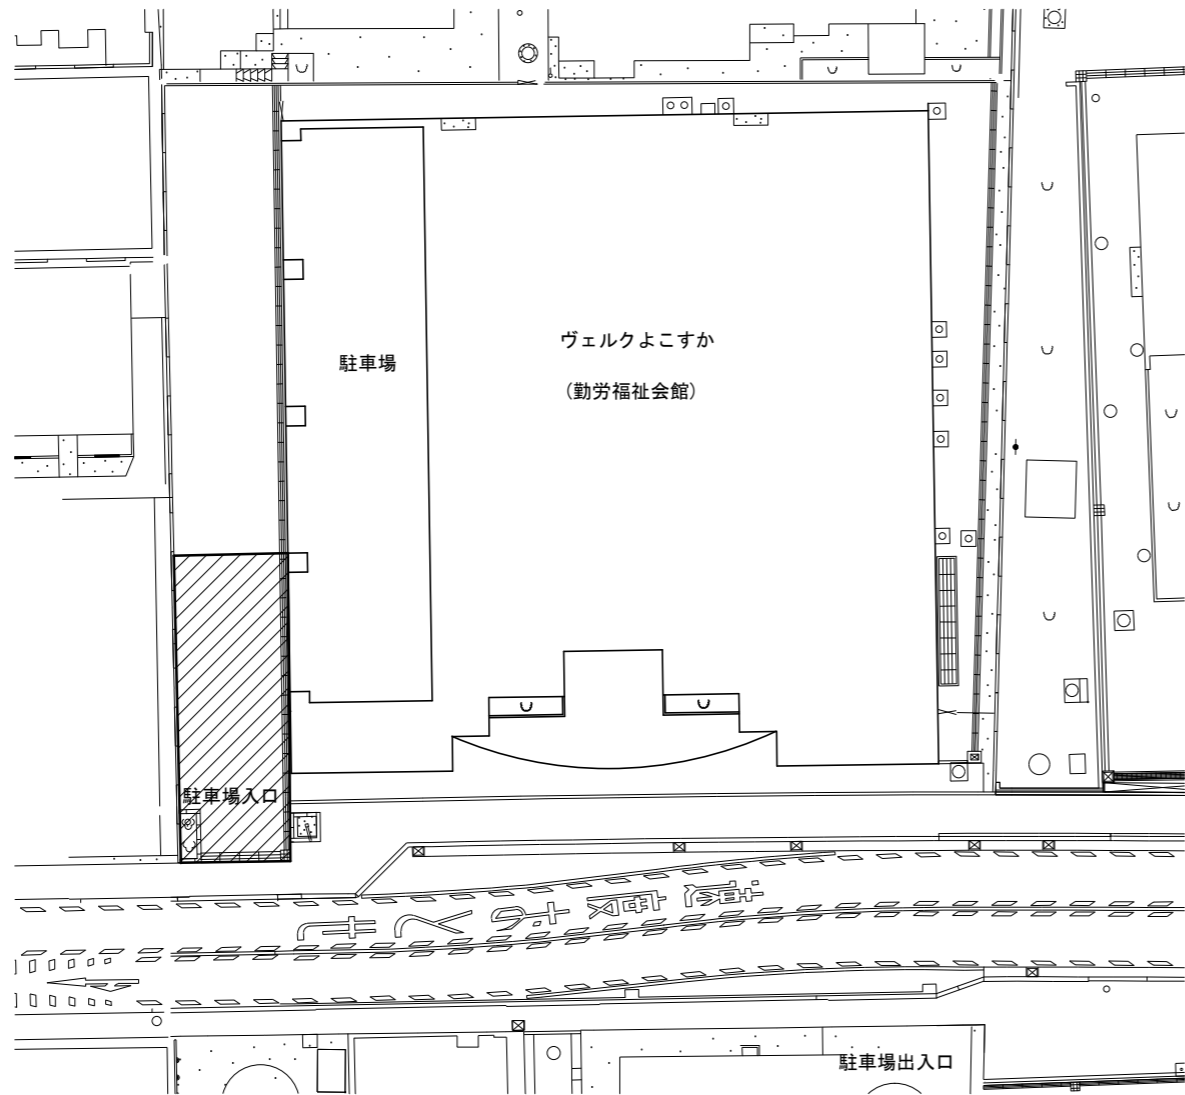 ヴェルクよこすか
駐車場
（勤労福祉会館）
駐車場入口
駐車場出入口